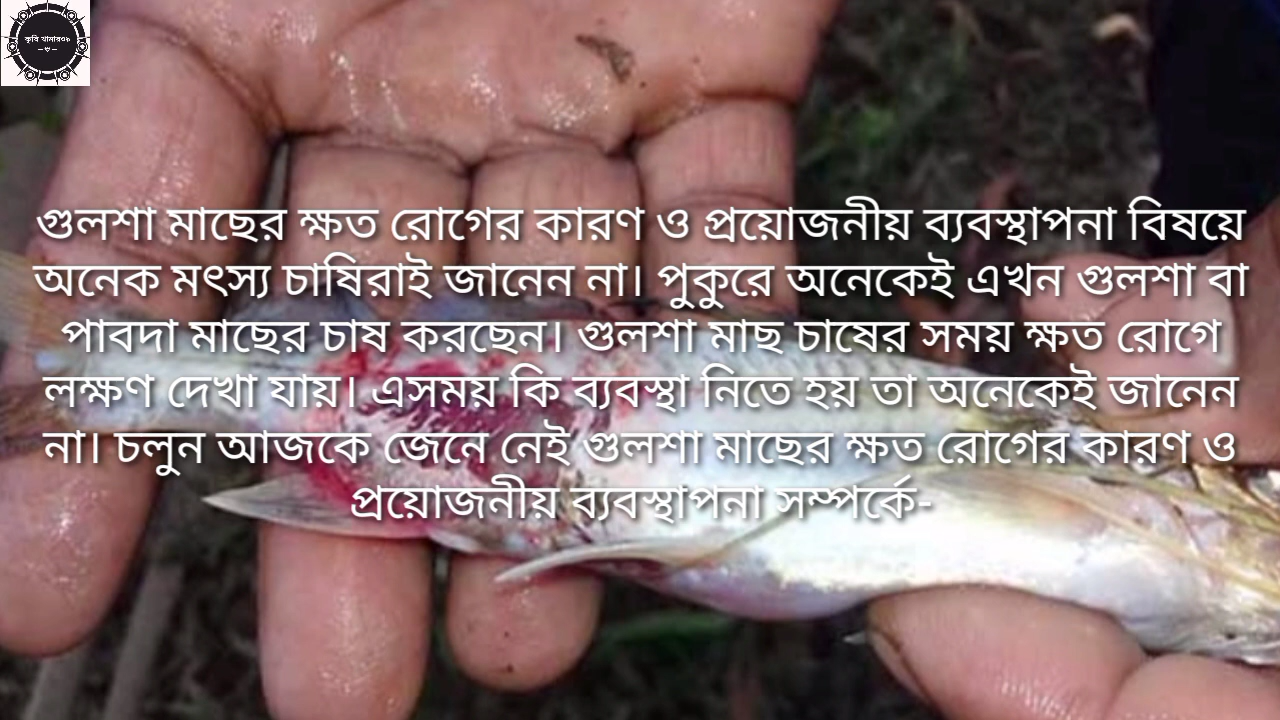 কৃষি খামার০৯
গুলশা মাছের ক্ষত রোগের কারণ ও প্রয়োজনীয় ব্যবস্থাপনা বিষয়ে
অনেক মৎস্য চাষিরাই জানেন না। পুকুরে অনেকেই এখন গুলশা বা
পাবদা মাছের চাষ করছেন। গুলশা মাছ চাষের সময় ক্ষত রোগে
লক্ষণ দেখা যায়। এসময় কি ব্যবস্থা নিতে হয় তা অনেকেই জানেন
না। চলুন আজকে জেনে নেই গুলশা মাছের ক্ষত রোগের কারণ ও
প্রয়োজনীয় ব্যবস্থাপনা সম্পর্কে-